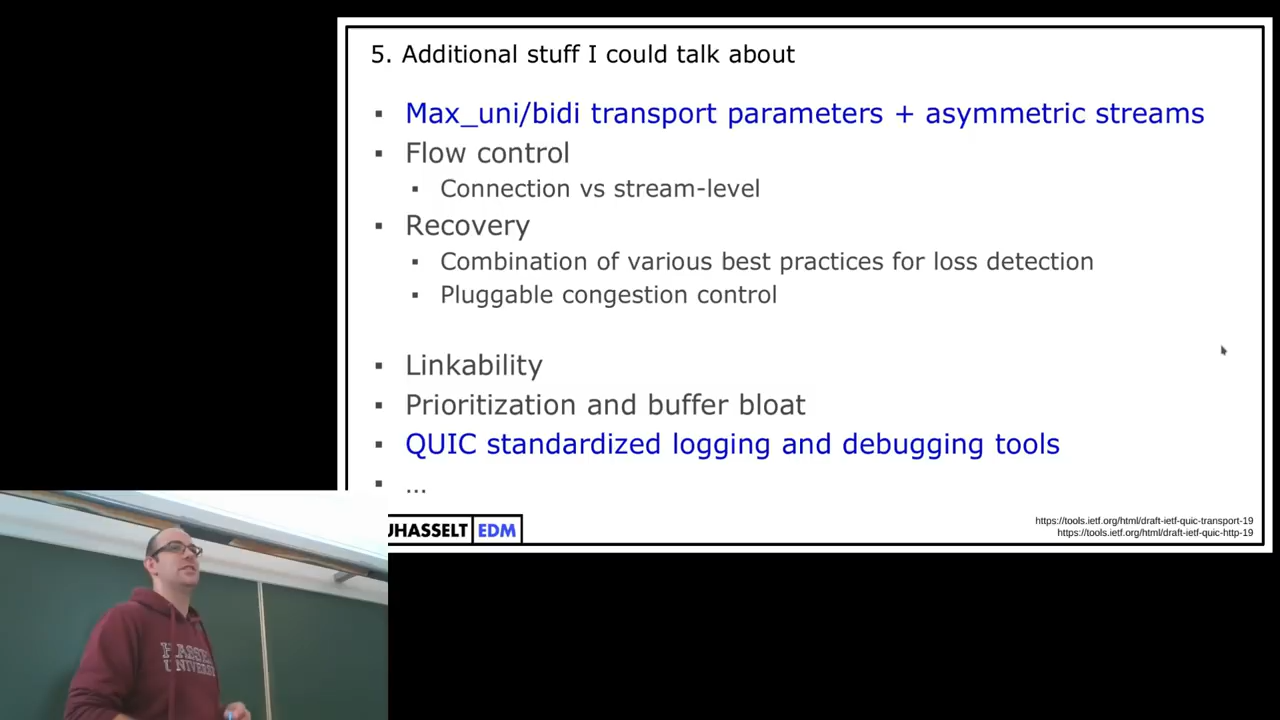 5. Additional stuff I could talk about
▪ Max_uni/bidi transport parameters + asymmetric streams
▪ Flow control
▪ Connection vs stream-level
▪ Recovery
▪ Combination of various best practices for loss detection
▪ Pluggable congestion control
▪ Linkability
▪ Prioritization and buffer bloat
▪ QUIC standardized logging and debugging tools
▪ ...
UHASSELT EDM
https://tools.ietf.org/html/draft-ietf-quic-transport-19
https://tools.ietf.org/html/draft-ietf-quic-http-19